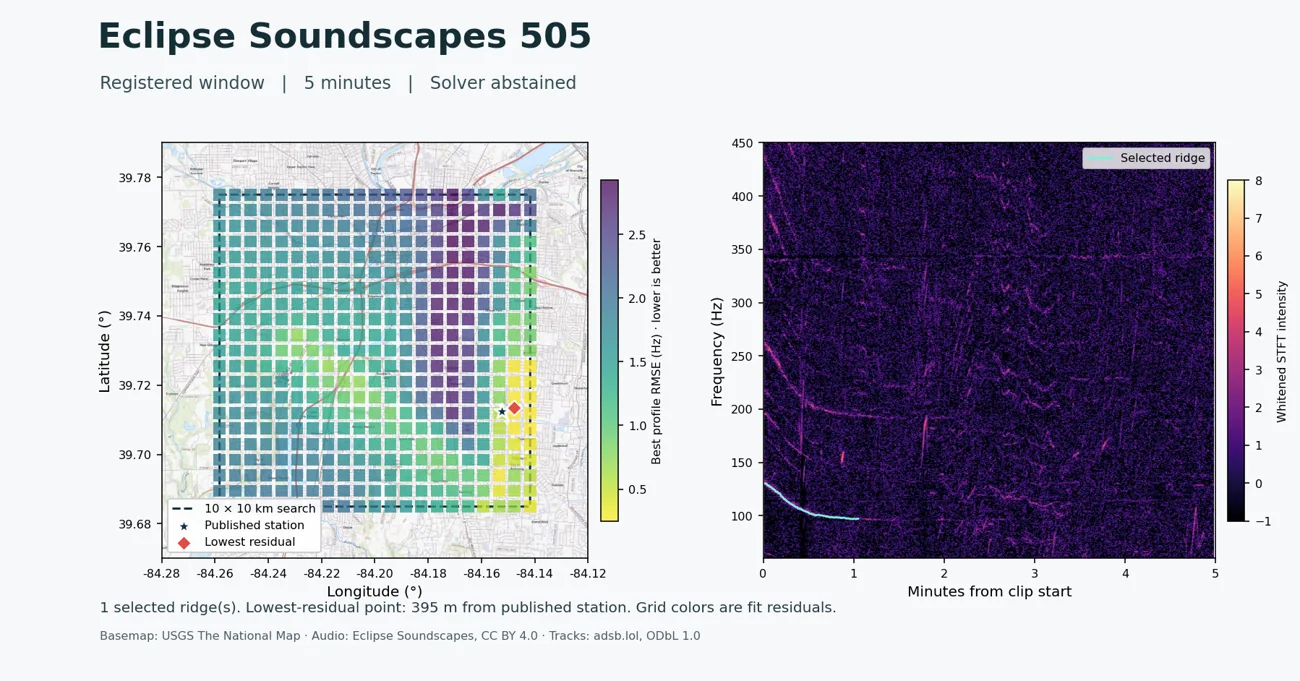 Eclipse Soundscapes 505
Registered window | 5 minutes | Solver abstained
Latitude (°)
39.78
39.76
39.74
39.72
39.70
39.68
10 × 10 km search
Published station
Lowest residual
-84.28 -84.26 -84.24 -84.22 -84.20 -84.18 -84.16 -84.14 -84.12
Longitude (°)
2.5
2.0
1.5
1.0
0.5
Best profile RMSE (Hz) · lower is better
Frequency (Hz)
450
400
350
300
250
200
150
100
Selected ridge
0 1 2 3 4 5
Minutes from clip start
8
7
6
5
4
3
2
1
0
−1
Whitened STFT intensity
1 selected ridge(s). Lowest-residual point: 395 m from published station. Grid colors are fit residuals.
Basemap: USGS The National Map · Audio: Eclipse Soundscapes, CC BY 4.0 · Tracks: adsb.lol, ODbL 1.0